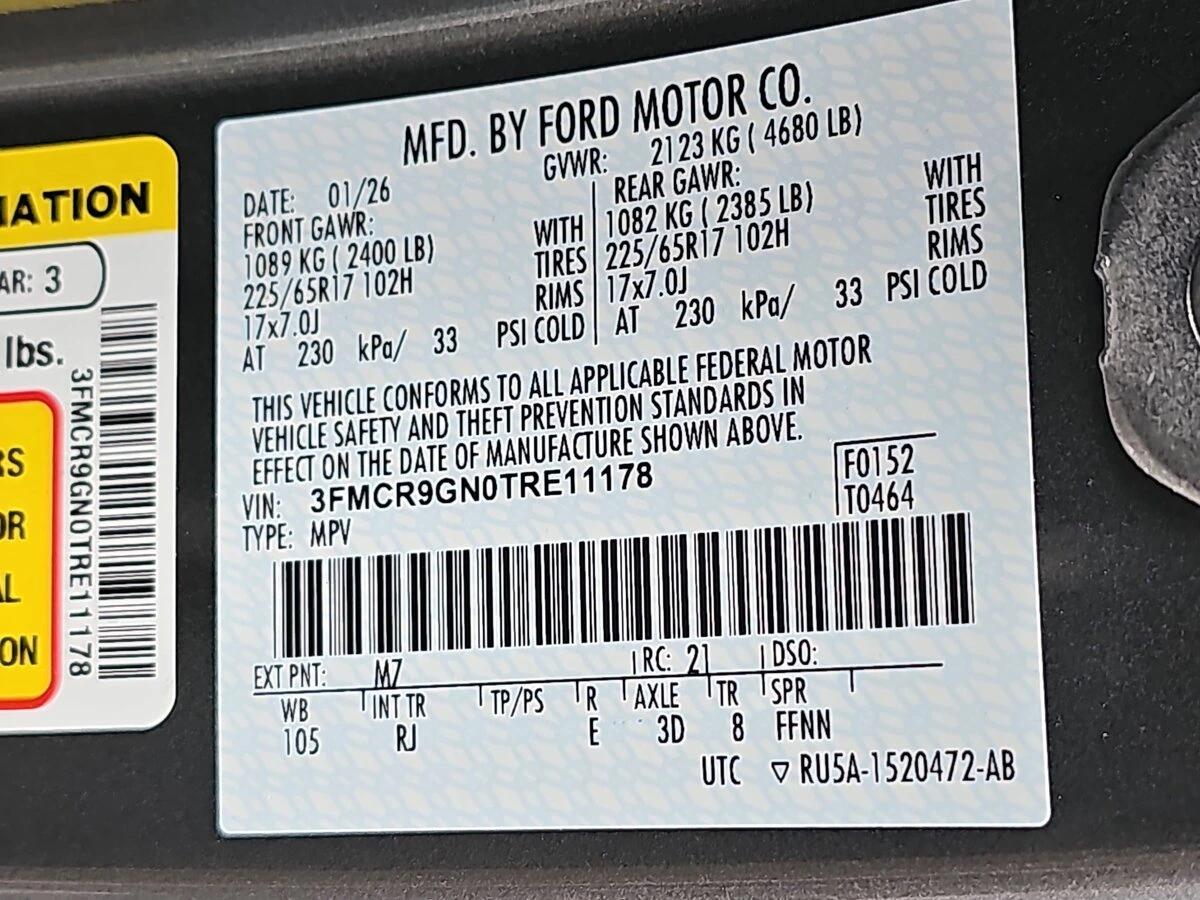 MFD. BY FORD MOTOR CO.
GVWR: 2123 KG ( 4680 LB)
DATE: 01/26
FRONT GAWR:
1089 KG ( 2400 LB) WITH
225/65R17 102H TIRES
17x7.0J RIMS
AT 230 kPa/ 33 PSI COLD
REAR GAWR:
1082 KG ( 2385 LB) WITH
225/65R17 102H TIRES
17x7.0J RIMS
AT 230 kPa/ 33 PSI COLD
THIS VEHICLE CONFORMS TO ALL APPLICABLE FEDERAL MOTOR
VEHICLE SAFETY AND THEFT PREVENTION STANDARDS IN
EFFECT ON THE DATE OF MANUFACTURE SHOWN ABOVE.
VIN: 3FMCR9GN0TRE11178
TYPE: MPV
F0152
T0464
EXT PNT: M7 RC: 21 DSO:
WB INT TR TP/PS R AXLE TR SPR
105 RJ E 3D 8 FFNN
UTC ▽ RU5A-1520472-AB
IATION
AR: 3
lbs.
RS
OR
AL
ON
3FMCR9GN0TRE11178